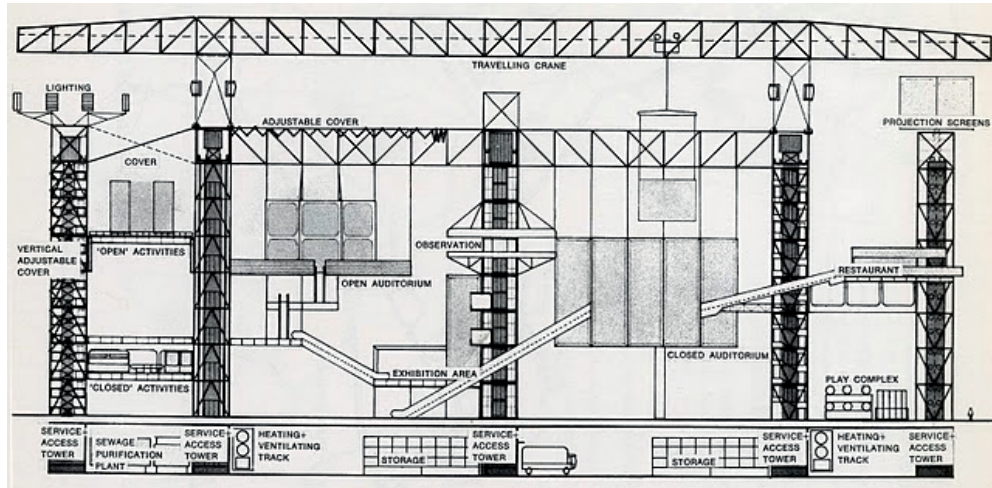 TRAVELLING CRANE
LIGHTING
ADJUSTABLE COVER
PROJECTION SCREENS
COVER
"OPEN" ACTIVITIES
OBSERVATION
VERTICAL
ADJUSTABLE
COVER
RESTAURANT
OPEN AUDITORIUM
CLOSED AUDITORIUM
EXHIBITION AREA
"CLOSED" ACTIVITIES
PLAY COMPLEX
SERVICE+
ACCESS
TOWER
SEWAGE
PURIFICATION
PLANT
SERVICE+
ACCESS
TOWER
HEATING+
VENTILATING
TRACK
STORAGE
SERVICE+
ACCESS
TOWER
STORAGE
SERVICE+
ACCESS
TOWER
HEATING+
VENTILATING
TRACK
SERVICE+
ACCESS
TOWER